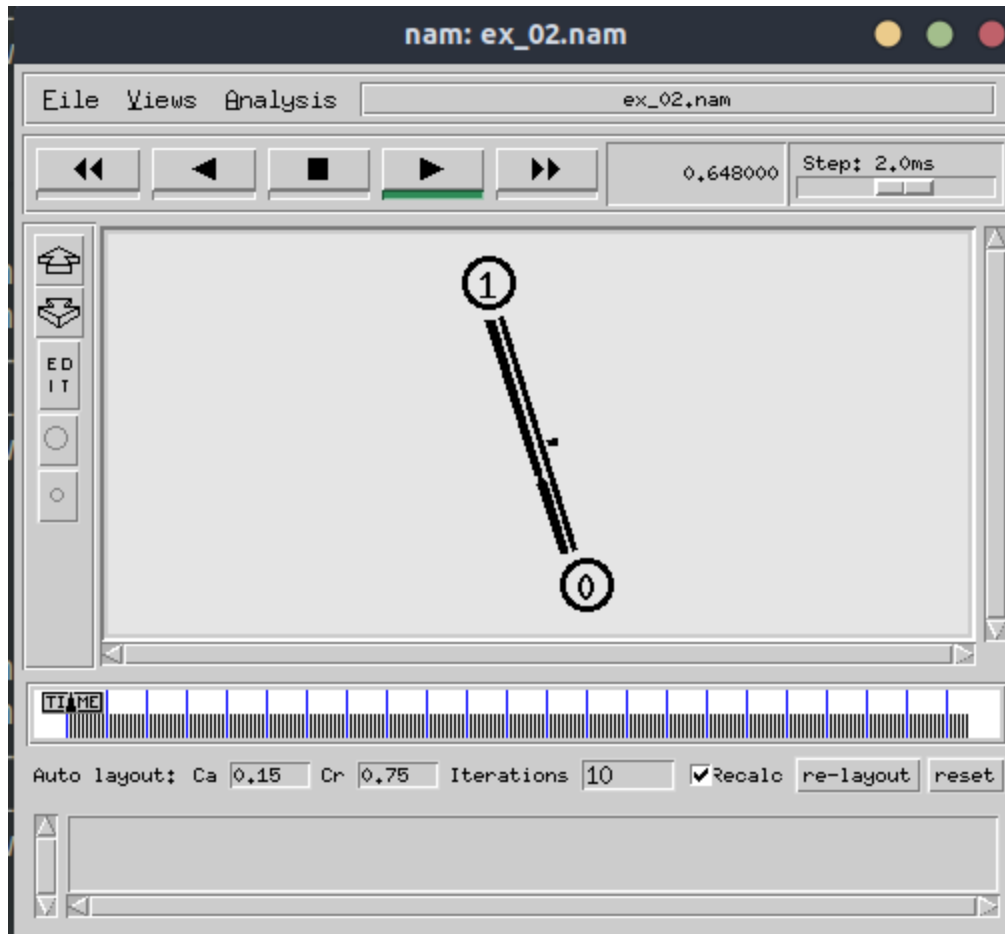 nam: ex_02.nam
File Views Analysis ex_02.nam
0.648000 Step: 2.0ms
ED
IT
1
0
TIME
Auto layout: Ca 0.15 Cr 0.75 Iterations 10 Recalc re-layout reset